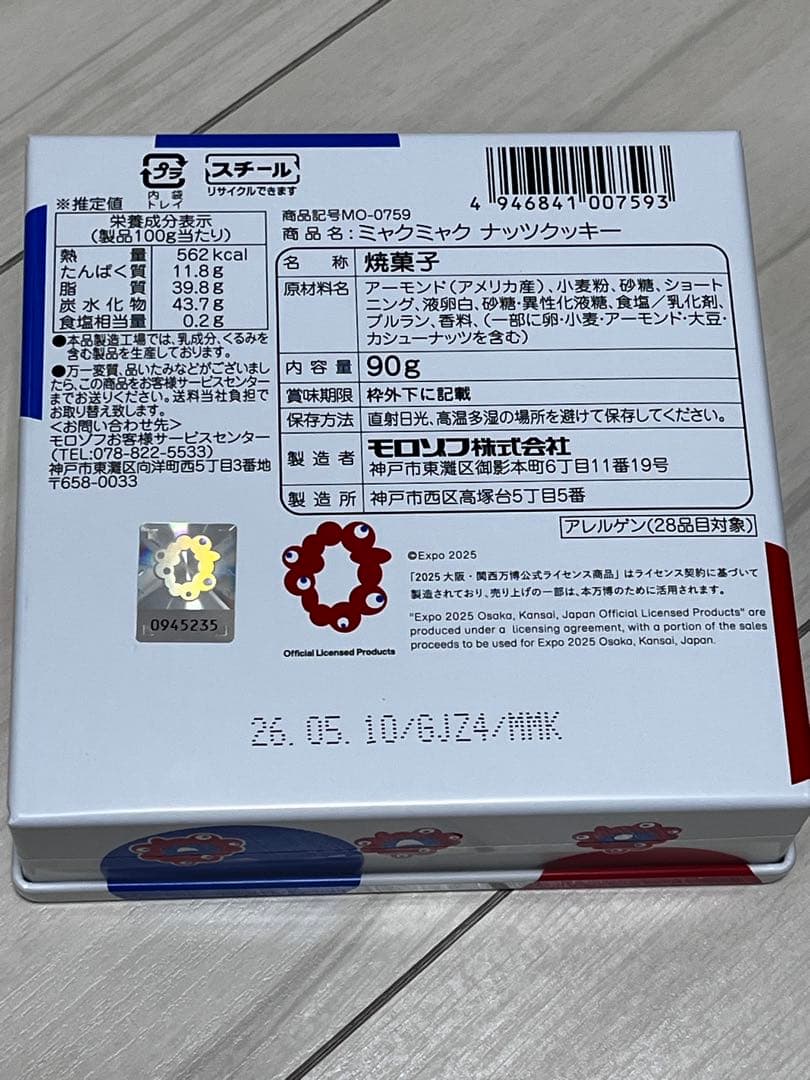 プラ
内袋
トレイ
スチール
リサイクルできます
4 946841 007593
※推定値
栄養成分表示
(製品100g当たり)
熱量 562kcal
たんぱく質 11.8g
脂質 39.8g
炭水化物 43.7g
食塩相当量 0.2g
●本品製造工場では、乳成分、くるみを
含む製品を生産しております。
●万一変質、品いたみなどがございまし
たら、この商品をお客様サービスセンター
までお送りください。送料当社負担で
お取り替え致します。
<お問い合わせ先>
モロゾフお客様サービスセンター
(TEL:078-822-5533)
神戸市東灘区向洋町西5丁目3番地
〒658-0033
商品記号MO-0759
商品名:ミャクミャク ナッツクッキー
名称 焼菓子
原材料名 アーモンド(アメリカ産)、小麦粉、砂糖、ショート
ニング、液卵白、砂糖・異性化液糖、食塩/乳化剤、
プルラン、香料、(一部に卵・小麦・アーモンド・大豆・
カシューナッツを含む)
内容量 90g
賞味期限 枠外下に記載
保存方法 直射日光、高温多湿の場所を避けて保存してください。
製造者 モロゾフ株式会社
神戸市東灘区御影本町6丁目11番19号
製造所 神戸市西区高塚台5丁目5番
アレルゲン(28品目対象)
0945235
Official Licensed Products
©Expo 2025
「2025 大阪・関西万博公式ライセンス商品」はライセンス契約に基づいて
製造されており、売り上げの一部は、本万博のために活用されます。
"Expo 2025 Osaka, Kansai, Japan Official Licensed Products" are
produced under a licensing agreement, with a portion of the sales
proceeds to be used for Expo 2025 Osaka, Kansai, Japan.
26.05.10/GJZ4/MMK